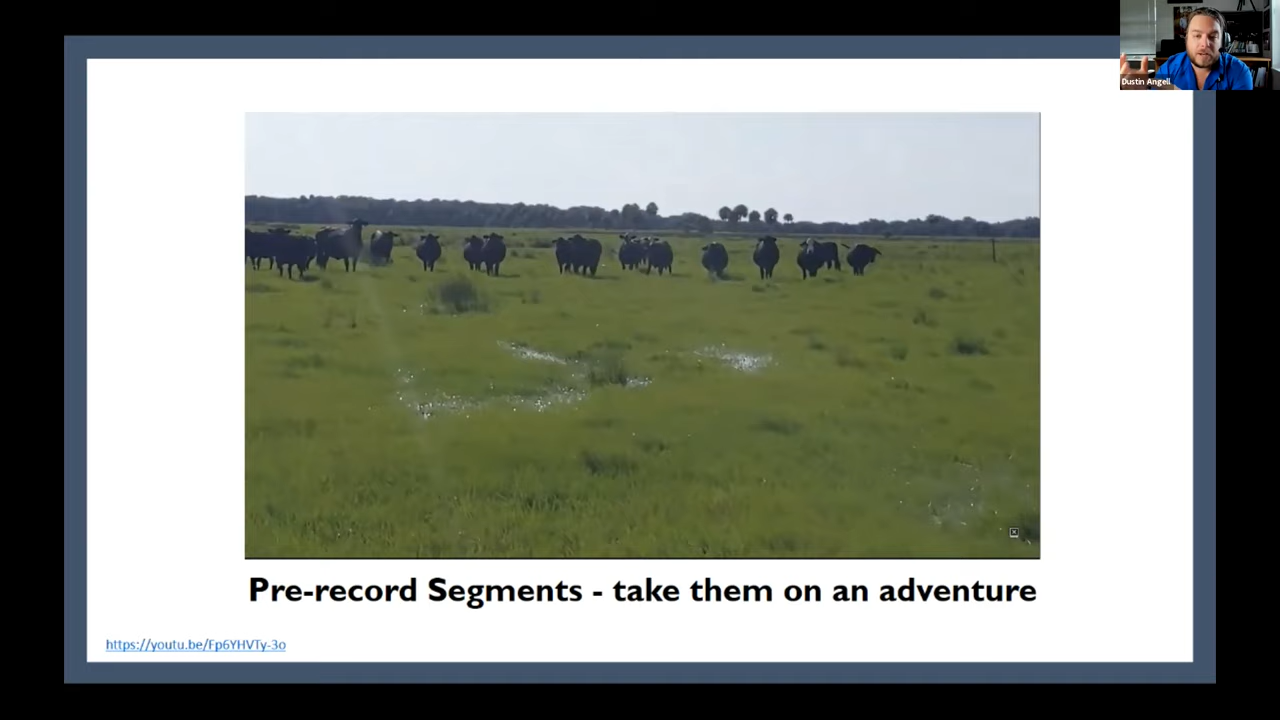 Dustin Angell
Pre-record Segments - take them on an adventure
https://youtu.be/Fp6YHVTy-3o